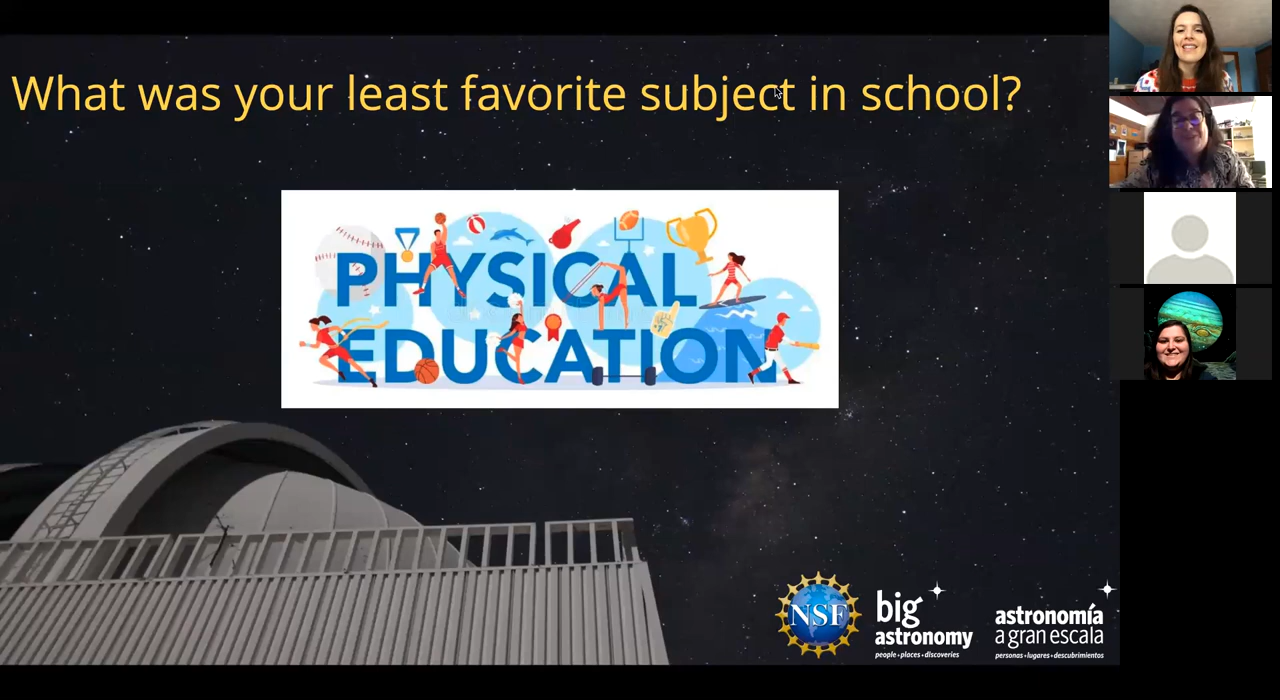 What was your least favorite subject in school?
PHYSICAL
EDUCATION
NSF
big
astronomy
people • places • discoveries
astronomía
a gran escala
personas • lugares • descubrimientos